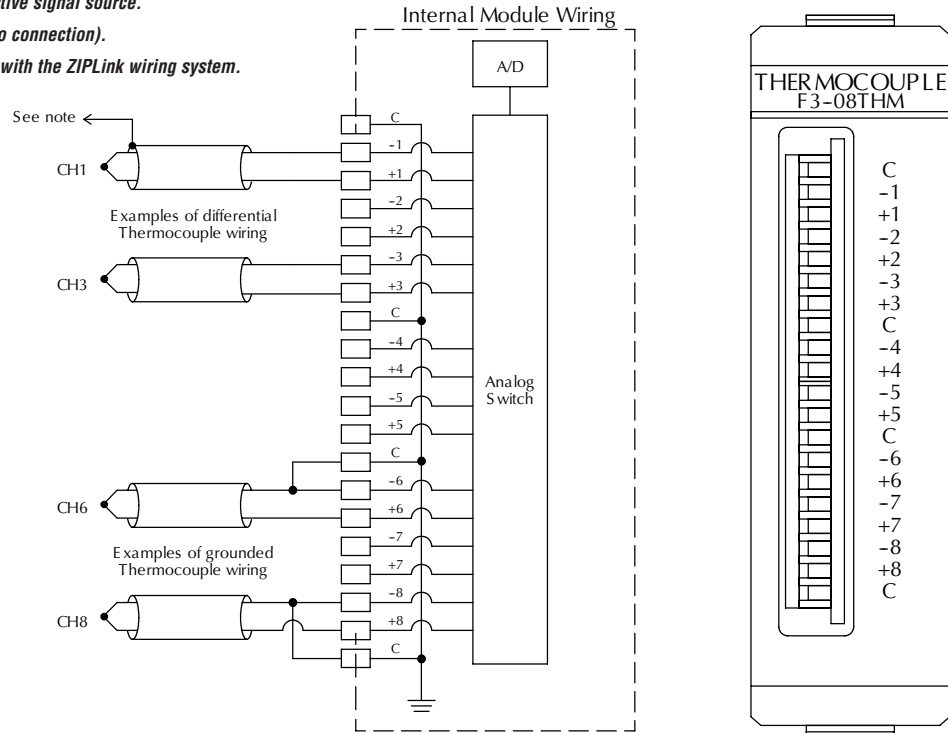 tive signal source.
o connection).
with the ZIPLink wiring system.
Internal Module Wiring
A/D
See note
CH1
Examples of differential
Thermocouple wiring
CH3
CH6
Examples of grounded
Thermocouple wiring
CH8
C
-1
+1
-2
+2
-3
+3
C
-4
+4
-5
+5
C
-6
+6
-7
+7
-8
+8
C
Analog
Switch
THERMOCOUPLE
F3-08THM
C
-1
+1
-2
+2
-3
+3
C
-4
+4
-5
+5
C
-6
+6
-7
+7
-8
+8
C